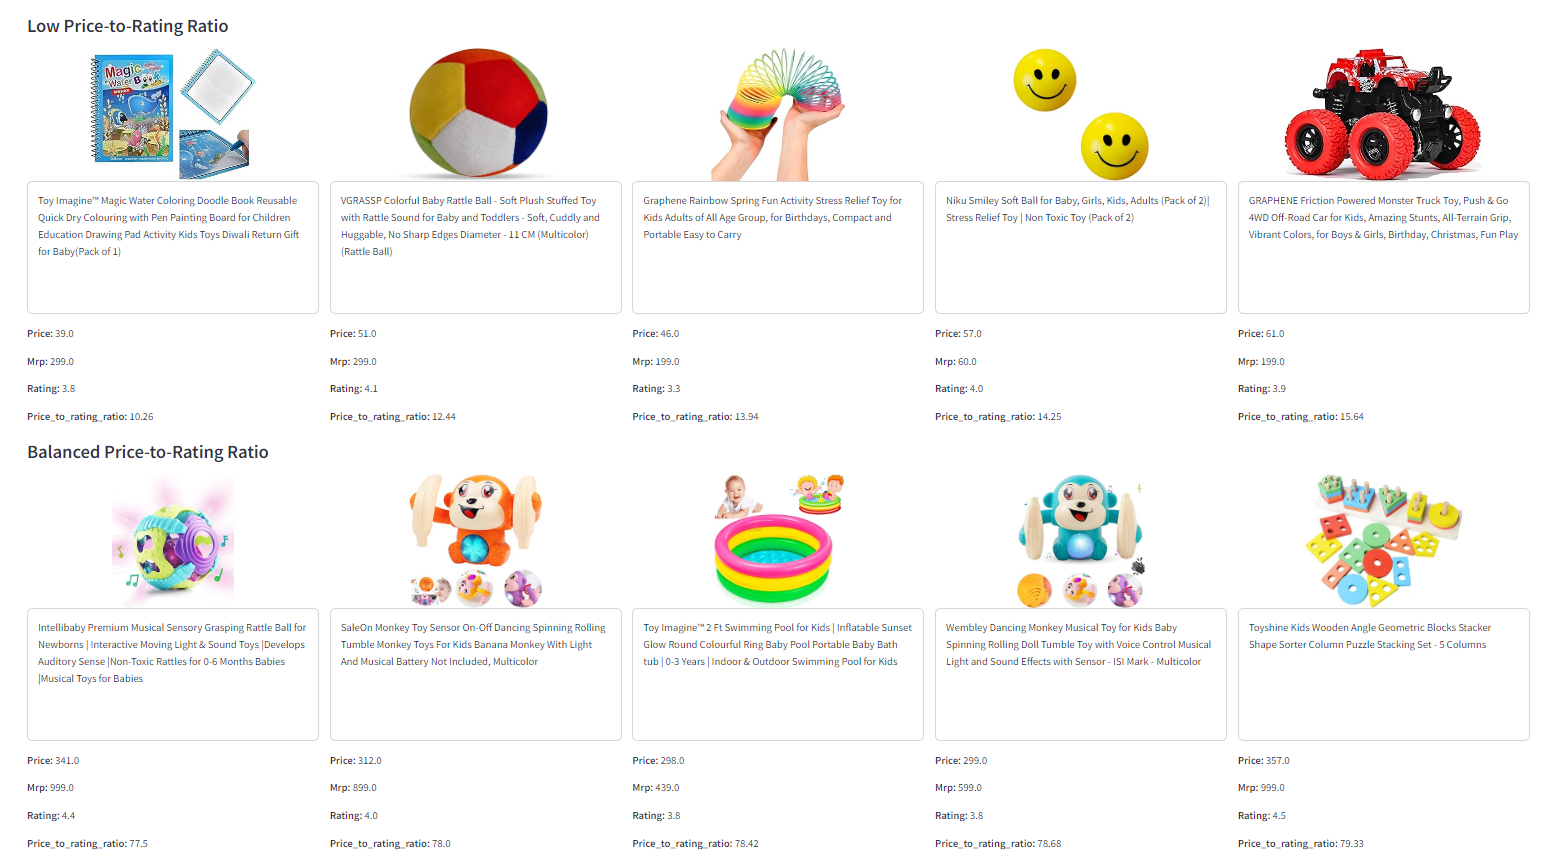 Low Price-to-Rating Ratio
Magic
Water Book
Toy Imagine™ Magic Water Coloring Doodle Book Reusable
Quick Dry Colouring with Pen Painting Board for Children
Education Drawing Pad Activity Kids Toys Diwali Return Gift
for Baby(Pack of 1)
Price: 39.0
Mrp: 299.0
Rating: 3.8
Price_to_rating_ratio: 10.26
VGRASSP Colorful Baby Rattle Ball - Soft Plush Stuffed Toy
with Rattle Sound for Baby and Toddlers - Soft, Cuddly and
Huggable, No Sharp Edges Diameter - 11 CM (Multicolor)
(Rattle Ball)
Price: 51.0
Mrp: 299.0
Rating: 4.1
Price_to_rating_ratio: 12.44
Graphene Rainbow Spring Fun Activity Stress Relief Toy for
Kids Adults of All Age Group, for Birthdays, Compact and
Portable Easy to Carry
Price: 46.0
Mrp: 199.0
Rating: 3.3
Price_to_rating_ratio: 13.94
Niku Smiley Soft Ball for Baby, Girls, Kids, Adults (Pack of 2)|
Stress Relief Toy | Non Toxic Toy (Pack of 2)
Price: 57.0
Mrp: 60.0
Rating: 4.0
Price_to_rating_ratio: 14.25
GRAPHENE Friction Powered Monster Truck Toy, Push & Go
4WD Off-Road Car for Kids, Amazing Stunts, All-Terrain Grip,
Vibrant Colors, for Boys & Girls, Birthday, Christmas, Fun Play
Price: 61.0
Mrp: 199.0
Rating: 3.9
Price_to_rating_ratio: 15.64
Balanced Price-to-Rating Ratio
Intellibaby Premium Musical Sensory Grasping Rattle Ball for
Newborns | Interactive Moving Light & Sound Toys |Develops
Auditory Sense |Non-Toxic Rattles for 0-6 Months Babies
|Musical Toys for Babies
Price: 341.0
Mrp: 999.0
Rating: 4.4
Price_to_rating_ratio: 77.5
SaleOn Monkey Toy Sensor On-Off Dancing Spinning Rolling
Tumble Monkey Toys For Kids Banana Monkey With Light
And Musical Battery Not Included, Multicolor
Price: 312.0
Mrp: 899.0
Rating: 4.0
Price_to_rating_ratio: 78.0
Toy Imagine™ 2 Ft Swimming Pool for Kids | Inflatable Sunset
Glow Round Colourful Ring Baby Pool Portable Baby Bath
tub | 0-3 Years | Indoor & Outdoor Swimming Pool for Kids
Price: 298.0
Mrp: 439.0
Rating: 3.8
Price_to_rating_ratio: 78.42
Wembley Dancing Monkey Musical Toy for Kids Baby
Spinning Rolling Doll Tumble Toy with Voice Control Musical
Light and Sound Effects with Sensor - ISI Mark - Multicolor
Price: 299.0
Mrp: 599.0
Rating: 3.8
Price_to_rating_ratio: 78.68
Toyshine Kids Wooden Angle Geometric Blocks Stacker
Shape Sorter Column Puzzle Stacking Set - 5 Columns
Price: 357.0
Mrp: 999.0
Rating: 4.5
Price_to_rating_ratio: 79.33